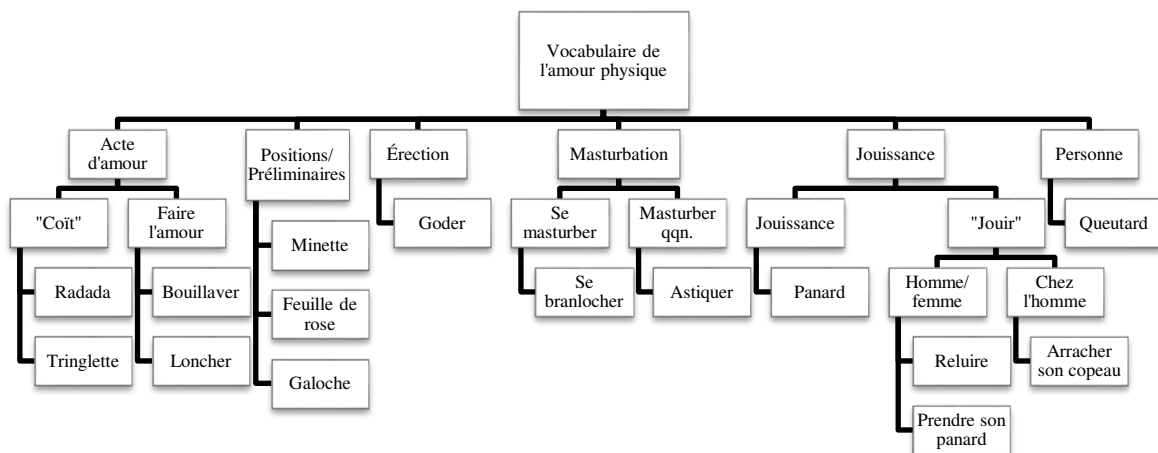 Vocabulaire de
l'amour physique
Acte
d'amour
Positions/
Préliminaires
Érection
Masturbation
Jouissance
Personne
"Coït"
Faire
l'amour
Minette
Goder
Se
masturber
Masturber
qqn.
Jouissance
"Jouir"
Queutard
Radada
Bouillaver
Feuille de
rose
Se
branlocher
Astiquer
Panard
Homme/
femme
Chez
l'homme
Tringlette
Loncher
Galoche
Reluire
Arracher
son copeau
Prendre son
panard